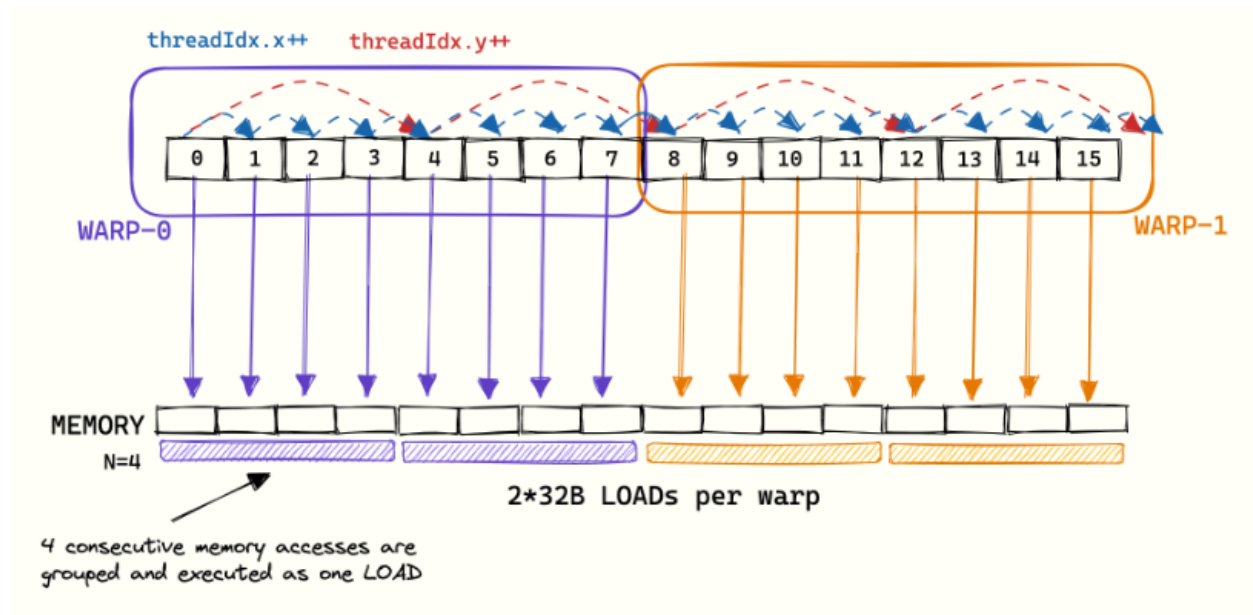 threadIdx.x++ threadIdx.y++
0 1 2 3 4 5 6 7 8 9 10 11 12 13 14 15
WARP-0
WARP-1
MEMORY
N=4
2*32B LOADs per warp
4 consecutive memory accesses are
grouped and executed as one LOAD